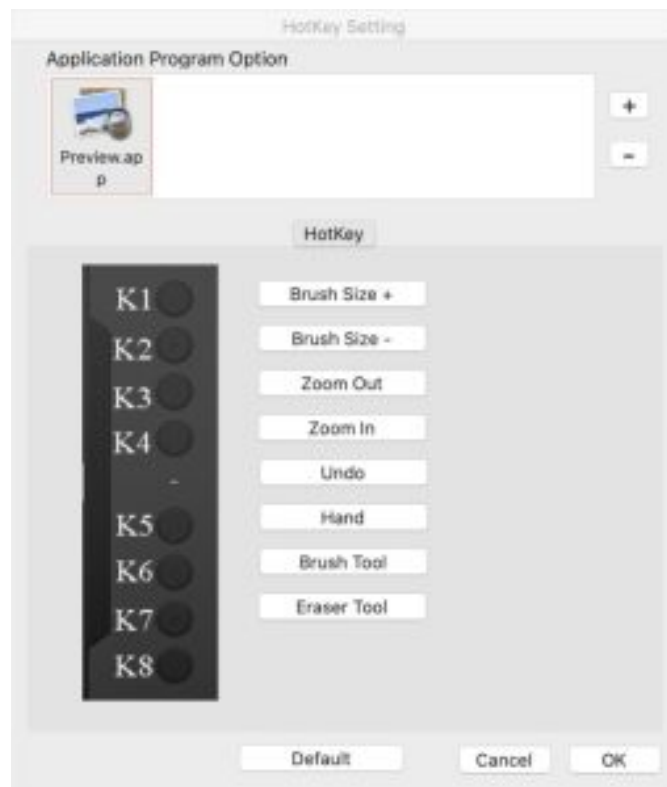 HotKey Setting
Application Program Option
+
Preview.ap
p
-
HotKey
K1
Brush Size +
K2
Brush Size -
K3
Zoom Out
K4
Zoom In
-
Undo
K5
Hand
K6
Brush Tool
K7
Eraser Tool
K8
Default
Cancel
OK